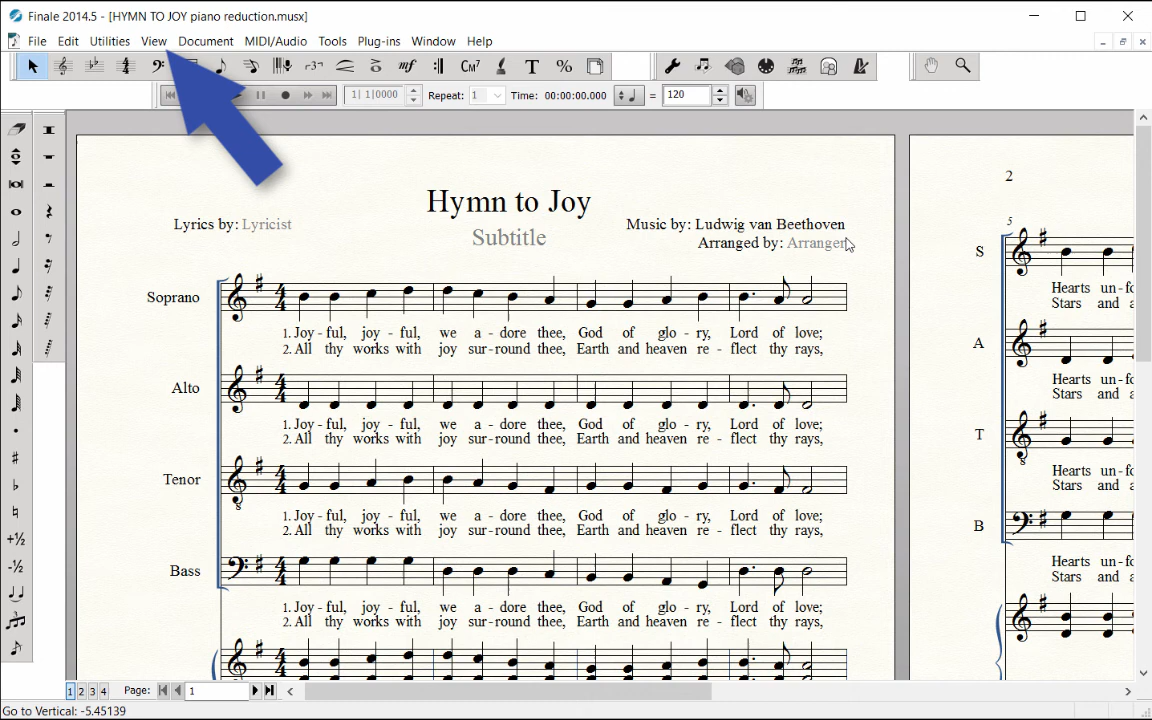 Finale 2014.5 - [HYMN TO JOY piano reduction.musx]
File Edit Utilities View Document MIDI/Audio Tools Plug-ins Window Help
CM7 T %
1| 1|0000 Repeat: 1 Time: 00:00:00.000 = 120
Hymn to Joy
Subtitle
Lyrics by: Lyricist
Music by: Ludwig van Beethoven
Arranged by: Arranger
Soprano
1. Joy - ful, joy - ful, we a - dore thee, God of glo - ry, Lord of love;
2. All thy works with joy sur - round thee, Earth and heaven re - flect thy rays,
Alto
1. Joy - ful, joy - ful, we a - dore thee, God of glo - ry, Lord of love;
2. All thy works with joy sur - round thee, Earth and heaven re - flect thy rays,
Tenor
1. Joy - ful, joy - ful, we a - dore thee, God of glo - ry, Lord of love;
2. All thy works with joy sur - round thee, Earth and heaven re - flect thy rays,
Bass
1. Joy - ful, joy - ful, we a - dore thee, God of glo - ry, Lord of love;
2. All thy works with joy sur - round thee, Earth and heaven re - flect thy rays,
2
5
S
Hearts un - fo
Stars and a
A
Hearts un - fo
Stars and a
T
Hearts un - fo
Stars and a
B
Hearts un - fo
Stars and a
+½
-½
1 2 3 4 Page: 1
Go to Vertical: -5.45139